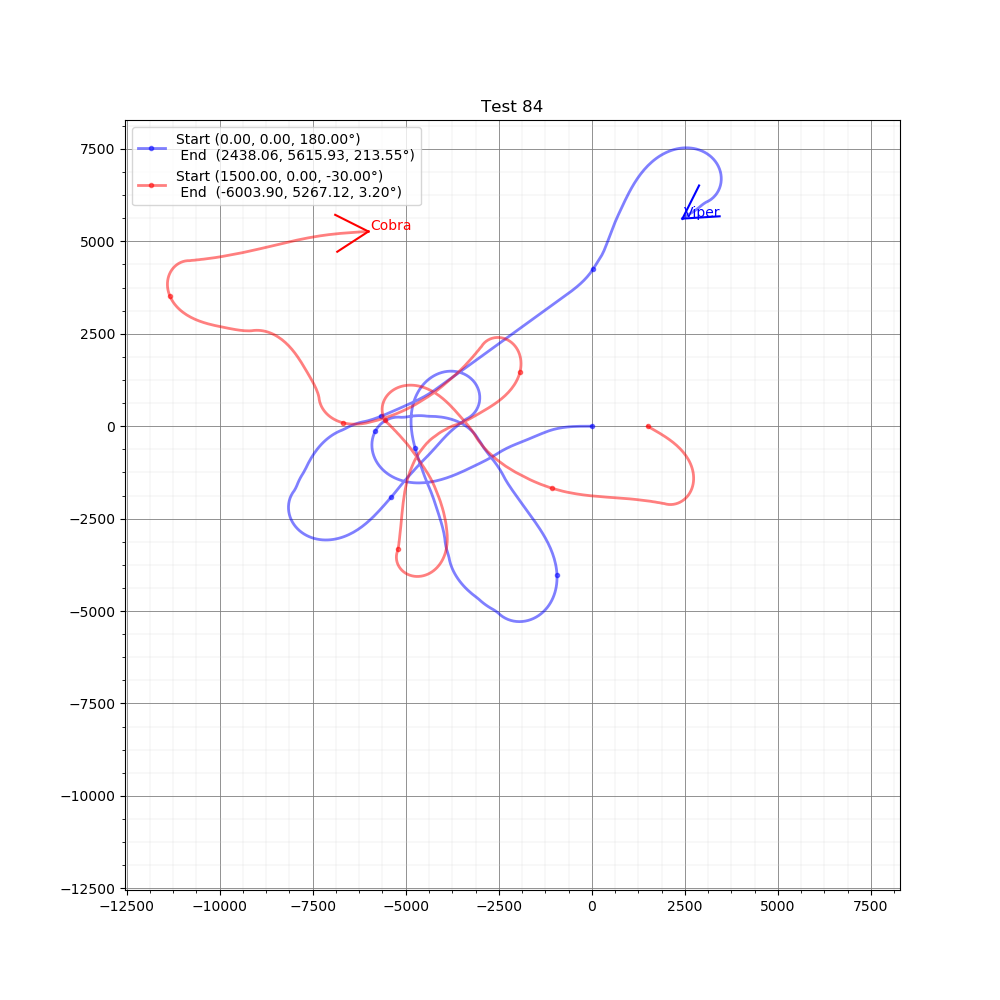 Test 84
Start (0.00, 0.00, 180.00°)
End  (2438.06, 5615.93, 213.55°)
Start (1500.00, 0.00, -30.00°)
End  (-6003.90, 5267.12, 3.20°)
7500
5000
2500
0
−2500
−5000
−7500
−10000
−12500
Viper
Cobra
−12500 −10000 −7500 −5000 −2500 0 2500 5000 7500